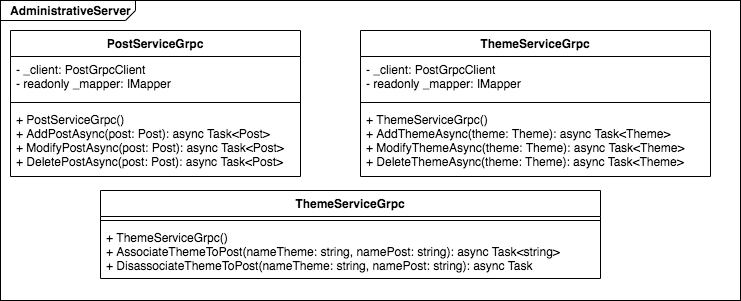 AdministrativeServer
PostServiceGrpc
- _client: PostGrpcClient
- readonly _mapper: IMapper
+ PostServiceGrpc()
+ AddPostAsync(post: Post): async Task<Post>
+ ModifyPostAsync(post: Post): async Task<Post>
+ DeletePostAsync(post: Post): async Task<Post>
ThemeServiceGrpc
- _client: PostGrpcClient
- readonly _mapper: IMapper
+ ThemeServiceGrpc()
+ AddThemeAsync(theme: Theme): async Task<Theme>
+ ModifyThemeAsync(theme: Theme): async Task<Theme>
+ DeleteThemeAsync(theme: Theme): async Task<Theme>
ThemeServiceGrpc
+ ThemeServiceGrpc()
+ AssociateThemeToPost(nameTheme: string, namePost: string): async Task<string>
+ DisassociateThemeToPost(nameTheme: string, namePost: string): async Task